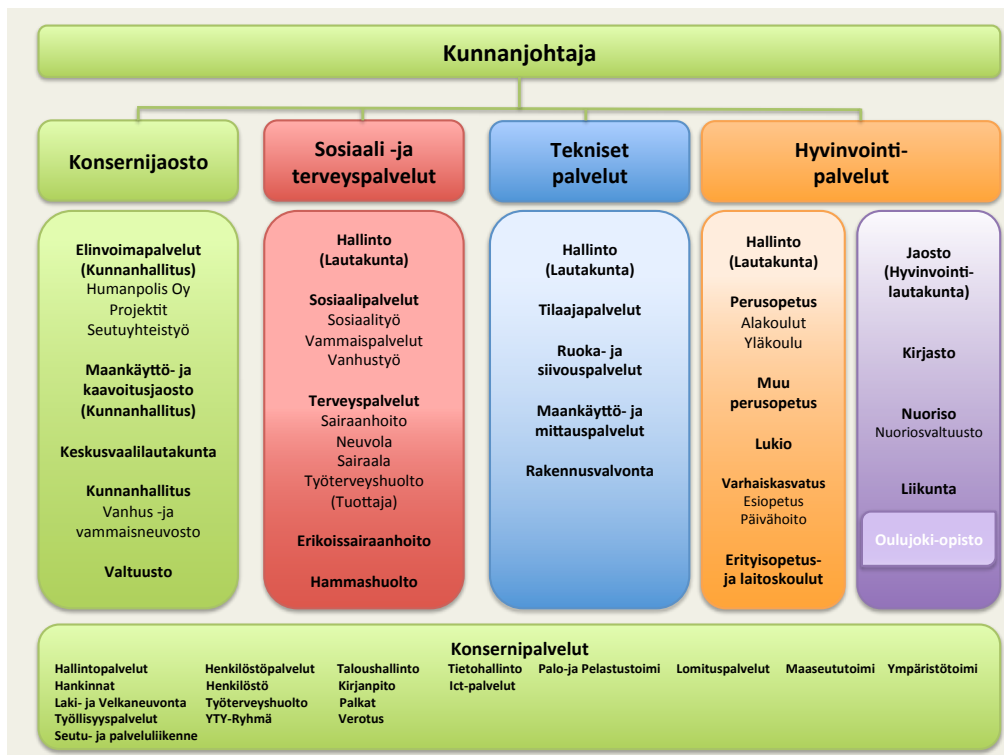 Kunnanjohtaja
Konsernijaosto
Sosiaali -ja
terveyspalvelut
Tekniset
palvelut
Hyvinvointi-
palvelut
Elinvoimapalvelut
(Kunnanhallitus)
Humanpolis Oy
Projektit
Seutuyhteistyö
Maankäyttö- ja
kaavoitusjaosto
(Kunnanhallitus)
Keskusvaalilautakunta
Kunnanhallitus
Vanhus -ja
vammaisneuvosto
Valtuusto
Hallinto
(Lautakunta)
Sosiaalipalvelut
Sosiaalityö
Vammaispalvelut
Vanhustyö
Terveyspalvelut
Sairaanhoito
Neuvola
Sairaala
Työterveyshuolto
(Tuottaja)
Erikoissairaanhoito
Hammashuolto
Hallinto
(Lautakunta)
Tilaajapalvelut
Ruoka- ja
siivouspalvelut
Maankäyttö- ja
mittauspalvelut
Rakennusvalvonta
Hallinto
(Lautakunta)
Perusopetus
Alakoulut
Yläkoulu
Muu
perusopetus
Lukio
Varhaiskasvatus
Esiopetus
Päivähoito
Erityisopetus-
ja laitoskoulut
Jaosto
(Hyvinvointi-
lautakunta)
Kirjasto
Nuoriso
Nuoriosvaltuusto
Liikunta
Oulujoki-opisto
Konsernipalvelut
Hallintopalvelut Henkilöstöpalvelut Taloushallinto Tietohallinto Palo-ja Pelastustoimi Lomituspalvelut Maaseututoimi Ympäristötoimi
Hankinnat Henkilöstö Kirjanpito Ict-palvelut
Laki- ja Velkaneuvonta Työterveyshuolto Palkat
Työllisyyspalvelut YTY-Ryhmä Verotus
Seutu- ja palveluliikenne